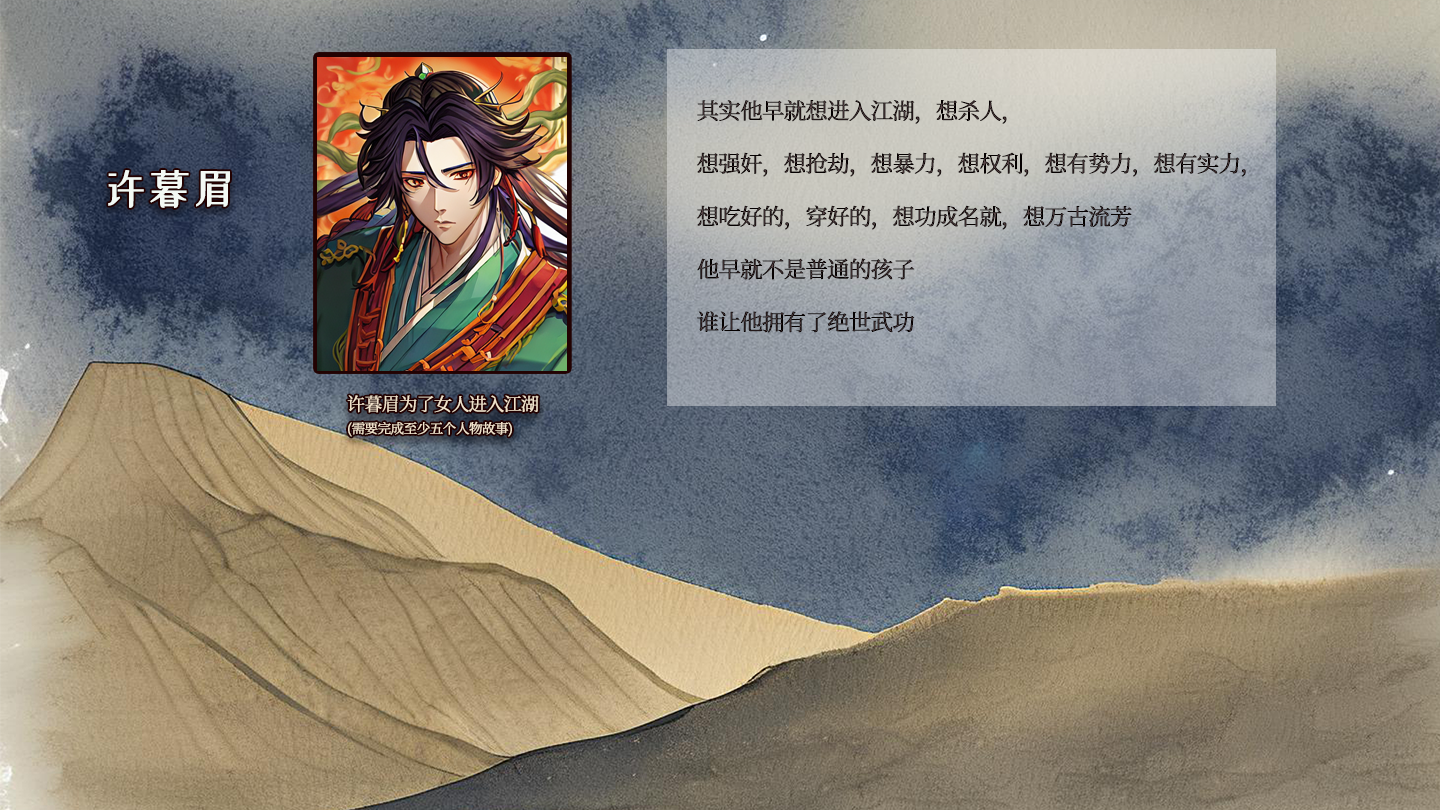 许暮眉
许暮眉为了女人进入江湖
(需要完成至少五个人物故事)
其实他早就想进入江湖，想杀人，
想强奸，想抢劫，想暴力，想权利，想有势力，想有实力，
想吃好的，穿好的，想功成名就，想万古流芳
他早就不是普通的孩子
谁让他拥有了绝世武功